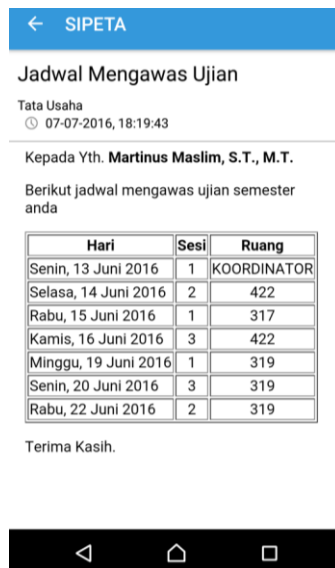 SIPETA
Jadwal Mengawas Ujian
Tata Usaha
07-07-2016, 18:19:43
Kepada Yth. Martinus Maslim, S.T., M.T.
Berikut jadwal mengawas ujian semester
anda
Hari Sesi Ruang
Senin, 13 Juni 2016 1 KOORDINATOR
Selasa, 14 Juni 2016 2 422
Rabu, 15 Juni 2016 1 317
Kamis, 16 Juni 2016 3 422
Minggu, 19 Juni 2016 1 319
Senin, 20 Juni 2016 3 319
Rabu, 22 Juni 2016 2 319
Terima Kasih.